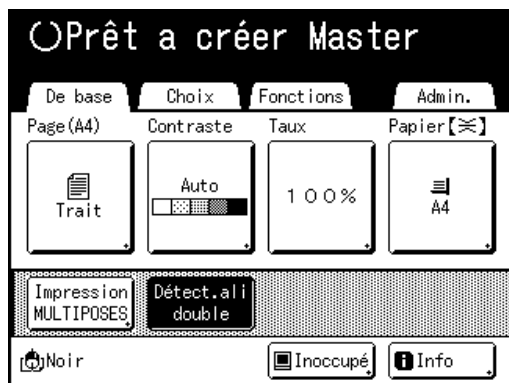 Prêt a créer Master
De base Choix Fonctions Admin.
Page(A4) Contraste Taux Papier【】
Trait Auto 100% A4
Impression MULTIPOSES
Détect.ali double
Noir Inoccupé Info